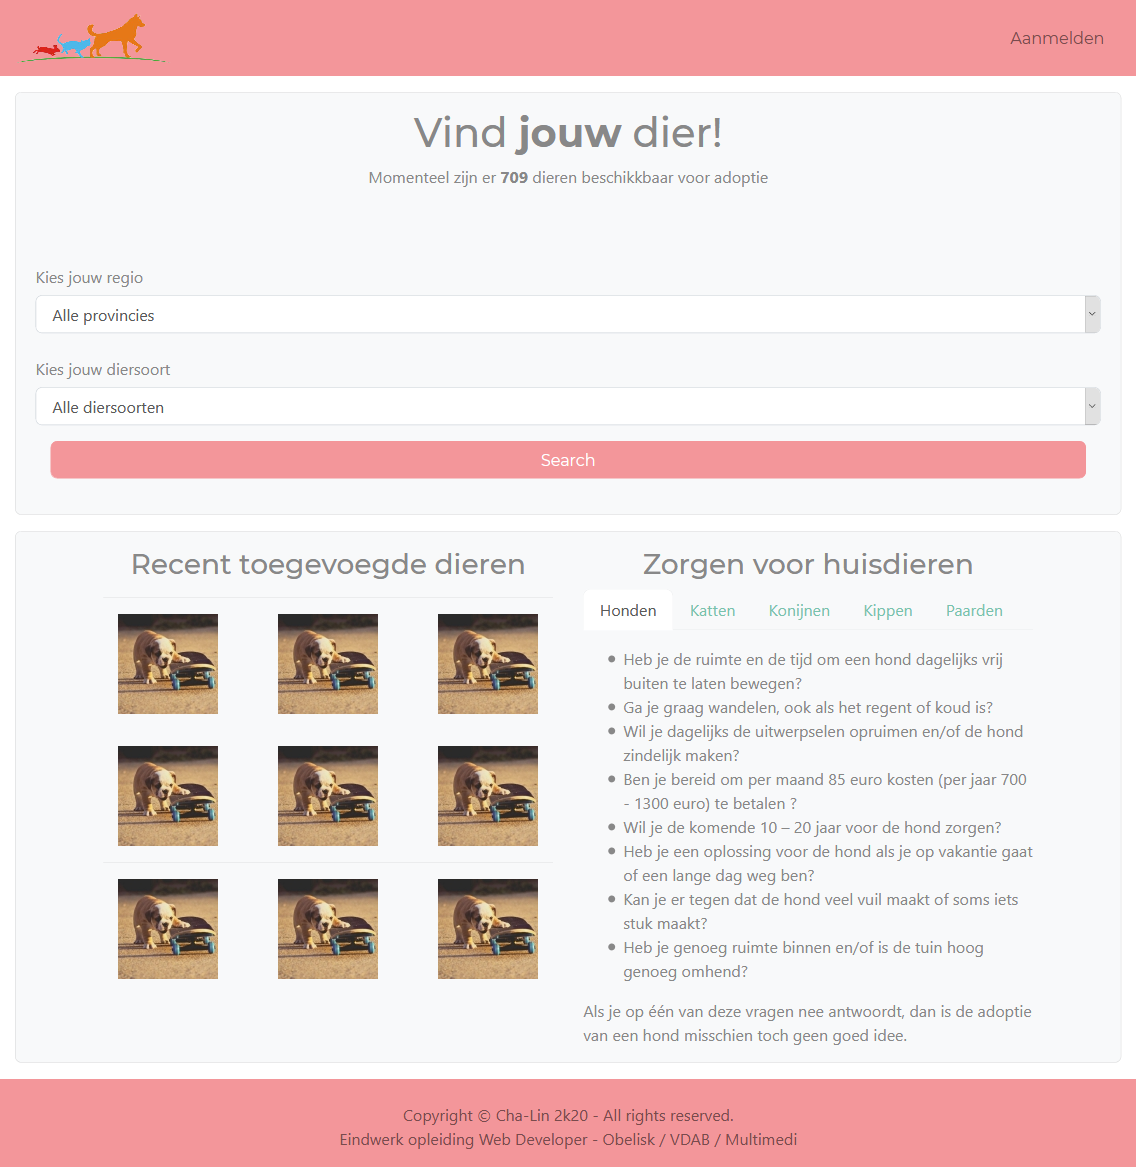 Aanmelden
Vind jouw dier!
Momenteel zijn er 709 dieren beschikkbaar voor adoptie
Kies jouw regio
Alle provincies
Kies jouw diersoort
Alle diersoorten
Search
Recent toegevoegde dieren
Zorgen voor huisdieren
Honden Katten Konijnen Kippen Paarden
Heb je de ruimte en de tijd om een hond dagelijks vrij
buiten te laten bewegen?
Ga je graag wandelen, ook als het regent of koud is?
Wil je dagelijks de uitwerpselen opruimen en/of de hond
zindelijk maken?
Ben je bereid om per maand 85 euro kosten (per jaar 700
- 1300 euro) te betalen ?
Wil je de komende 10 – 20 jaar voor de hond zorgen?
Heb je een oplossing voor de hond als je op vakantie gaat
of een lange dag weg ben?
Kan je er tegen dat de hond veel vuil maakt of soms iets
stuk maakt?
Heb je genoeg ruimte binnen en/of is de tuin hoog
genoeg omhend?
Als je op één van deze vragen nee antwoordt, dan is de adoptie
van een hond misschien toch geen goed idee.
Copyright © Cha-Lin 2k20 - All rights reserved.
Eindwerk opleiding Web Developer - Obelisk / VDAB / Multimedi